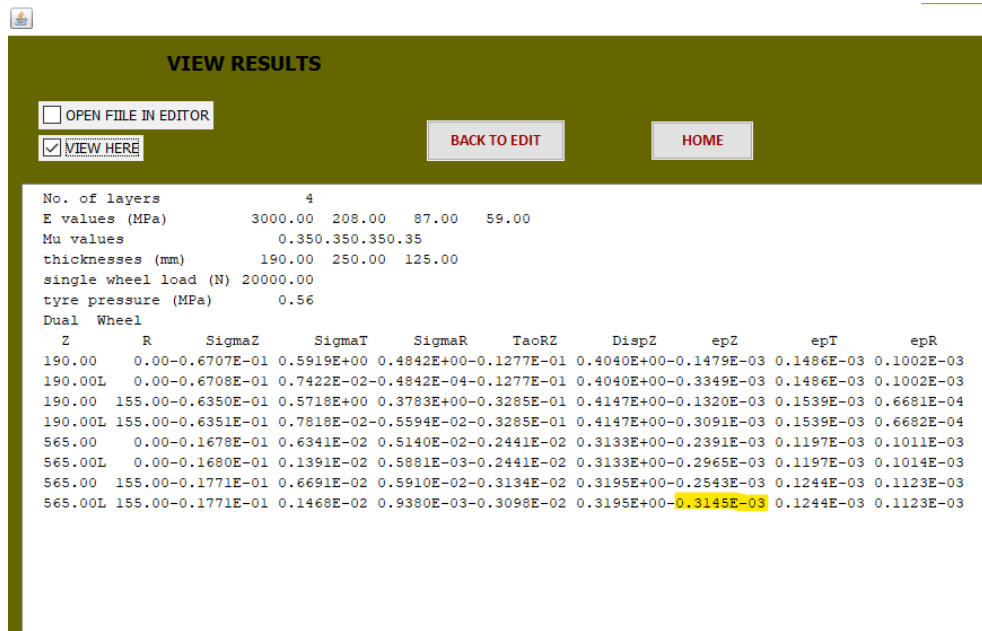 VIEW RESULTS
OPEN FIILE IN EDITOR
VIEW HERE
BACK TO EDIT
HOME
No. of layers 4
E values (MPa) 3000.00 208.00 87.00 59.00
Mu values 0.350.350.350.35
thicknesses (mm) 190.00 250.00 125.00
single wheel load (N) 20000.00
tyre pressure (MPa) 0.56
Dual Wheel
Z R SigmaZ SigmaT SigmaR TaoRZ DispZ epZ epT epR
190.00 0.00-0.6707E-01 0.5919E+00 0.4842E+00-0.1277E-01 0.4040E+00-0.1479E-03 0.1486E-03 0.1002E-03
190.00L 0.00-0.6708E-01 0.7422E-02-0.4842E-04-0.1277E-01 0.4040E+00-0.3349E-03 0.1486E-03 0.1002E-03
190.00 155.00-0.6350E-01 0.5718E+00 0.3783E+00-0.3285E-01 0.4147E+00-0.1320E-03 0.1539E-03 0.6681E-04
190.00L 155.00-0.6351E-01 0.7818E-02-0.5594E-02-0.3285E-01 0.4147E+00-0.3091E-03 0.1539E-03 0.6682E-04
565.00 0.00-0.1678E-01 0.6341E-02 0.5140E-02-0.2441E-02 0.3133E+00-0.2391E-03 0.1197E-03 0.1011E-03
565.00L 0.00-0.1680E-01 0.1391E-02 0.5881E-03-0.2441E-02 0.3133E+00-0.2965E-03 0.1197E-03 0.1014E-03
565.00 155.00-0.1771E-01 0.6691E-02 0.5910E-02-0.3134E-02 0.3195E+00-0.2543E-03 0.1244E-03 0.1123E-03
565.00L 155.00-0.1771E-01 0.1468E-02 0.9380E-03-0.3098E-02 0.3195E+00-0.3145E-03 0.1244E-03 0.1123E-03